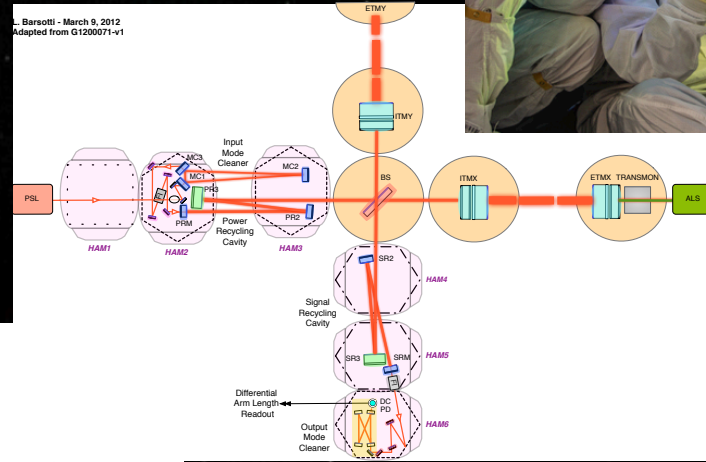 L. Barsotti - March 9, 2012
Adapted from G1200071-v1
ETMY
ITMY
Input
Mode
Cleaner
MC3
MC2
MC1
PR3
BS
ITMX
ETMX
TRANSMON
PSL
FI
ALS
PRM
PR2
Power
Recycling
Cavity
HAM1
HAM2
HAM3
SR2
HAM4
Signal
Recycling
Cavity
SR3
SRM
HAM5
FI
Differential
Arm Length
Readout
DC
PD
HAM6
Output
Mode
Cleaner